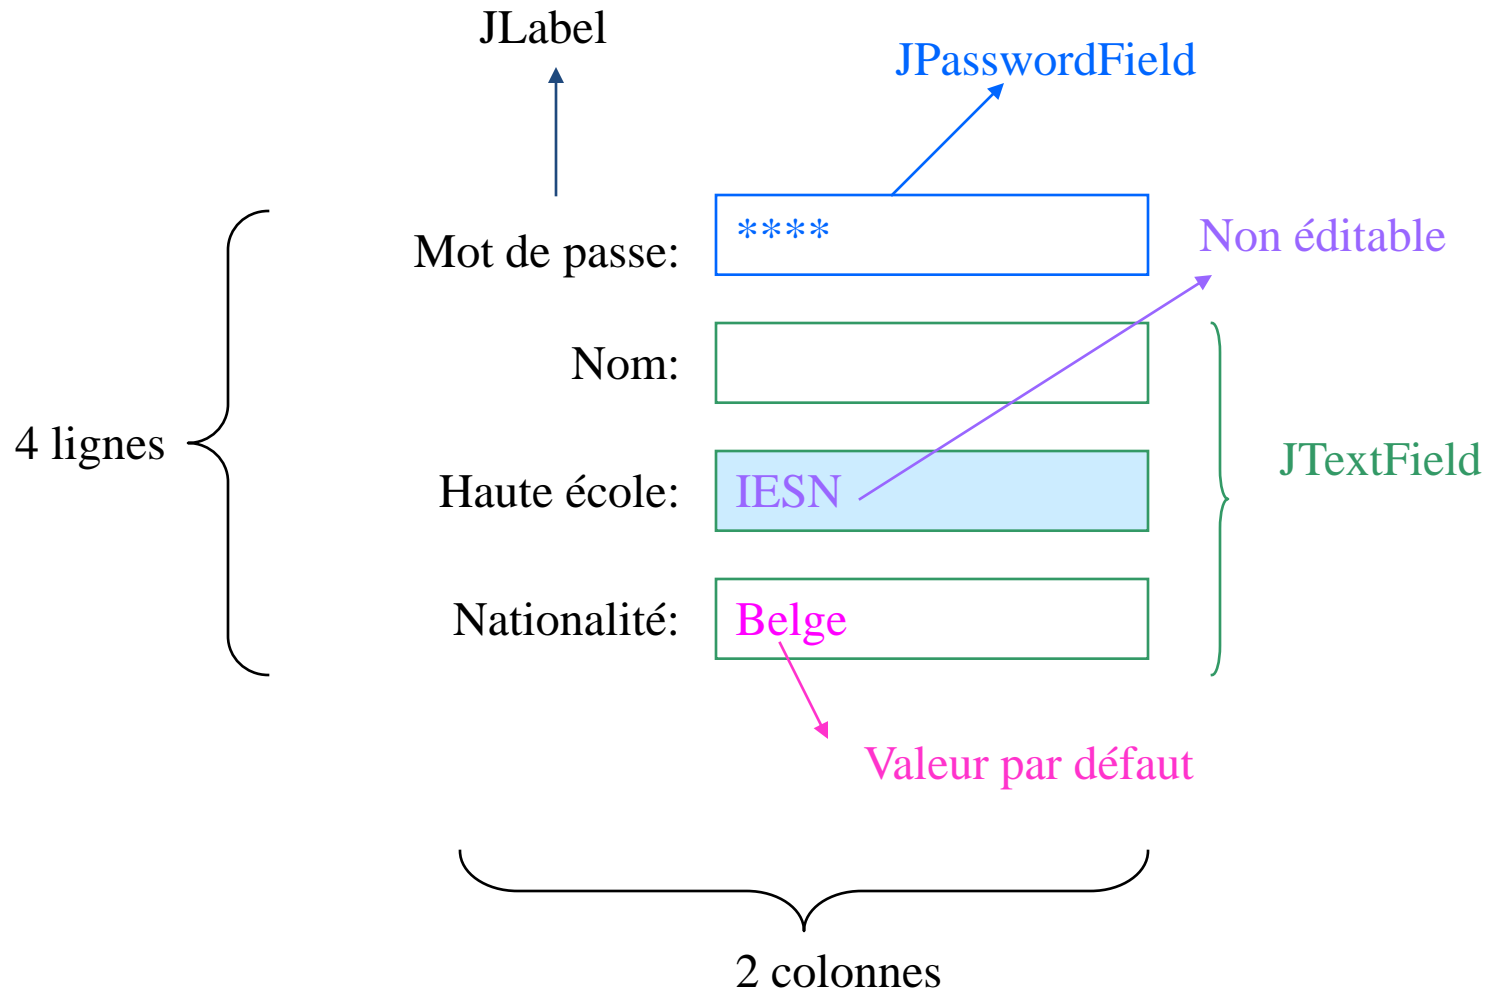 JLabel
JPasswordField
Mot de passe:
****
Non éditable
Nom:
4 lignes
JTextField
Haute école:
IESN
Nationalité:
Belge
Valeur par défaut
2 colonnes